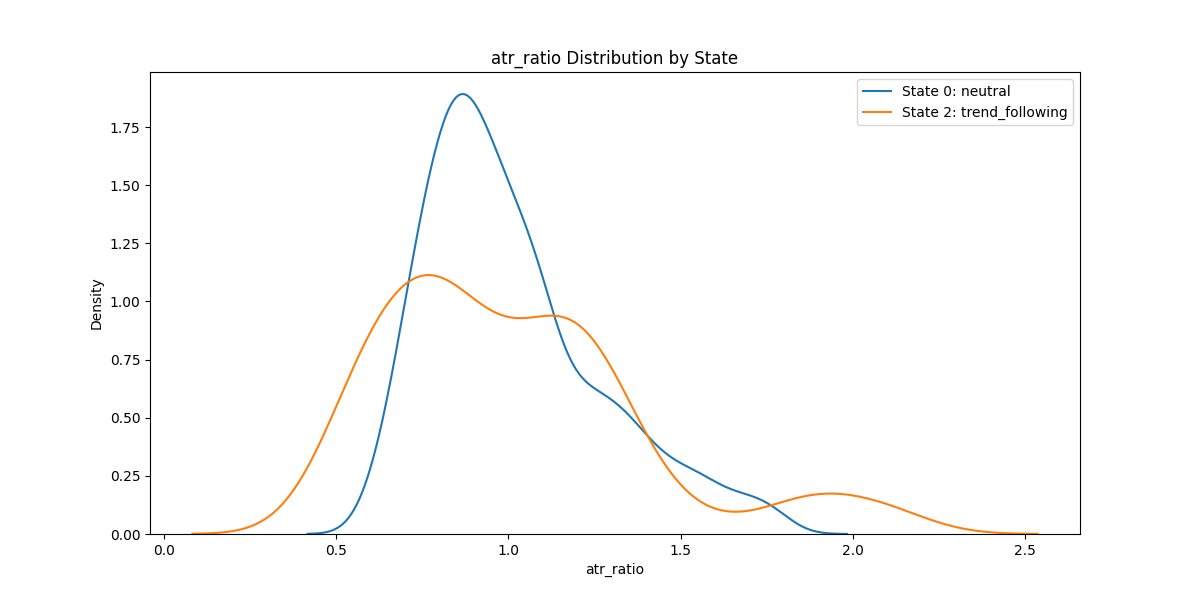 atr_ratio Distribution by State
State 0: neutral
State 2: trend_following
Density
1.75
1.50
1.25
1.00
0.75
0.50
0.25
0.00
0.0 0.5 1.0 1.5 2.0 2.5
atr_ratio